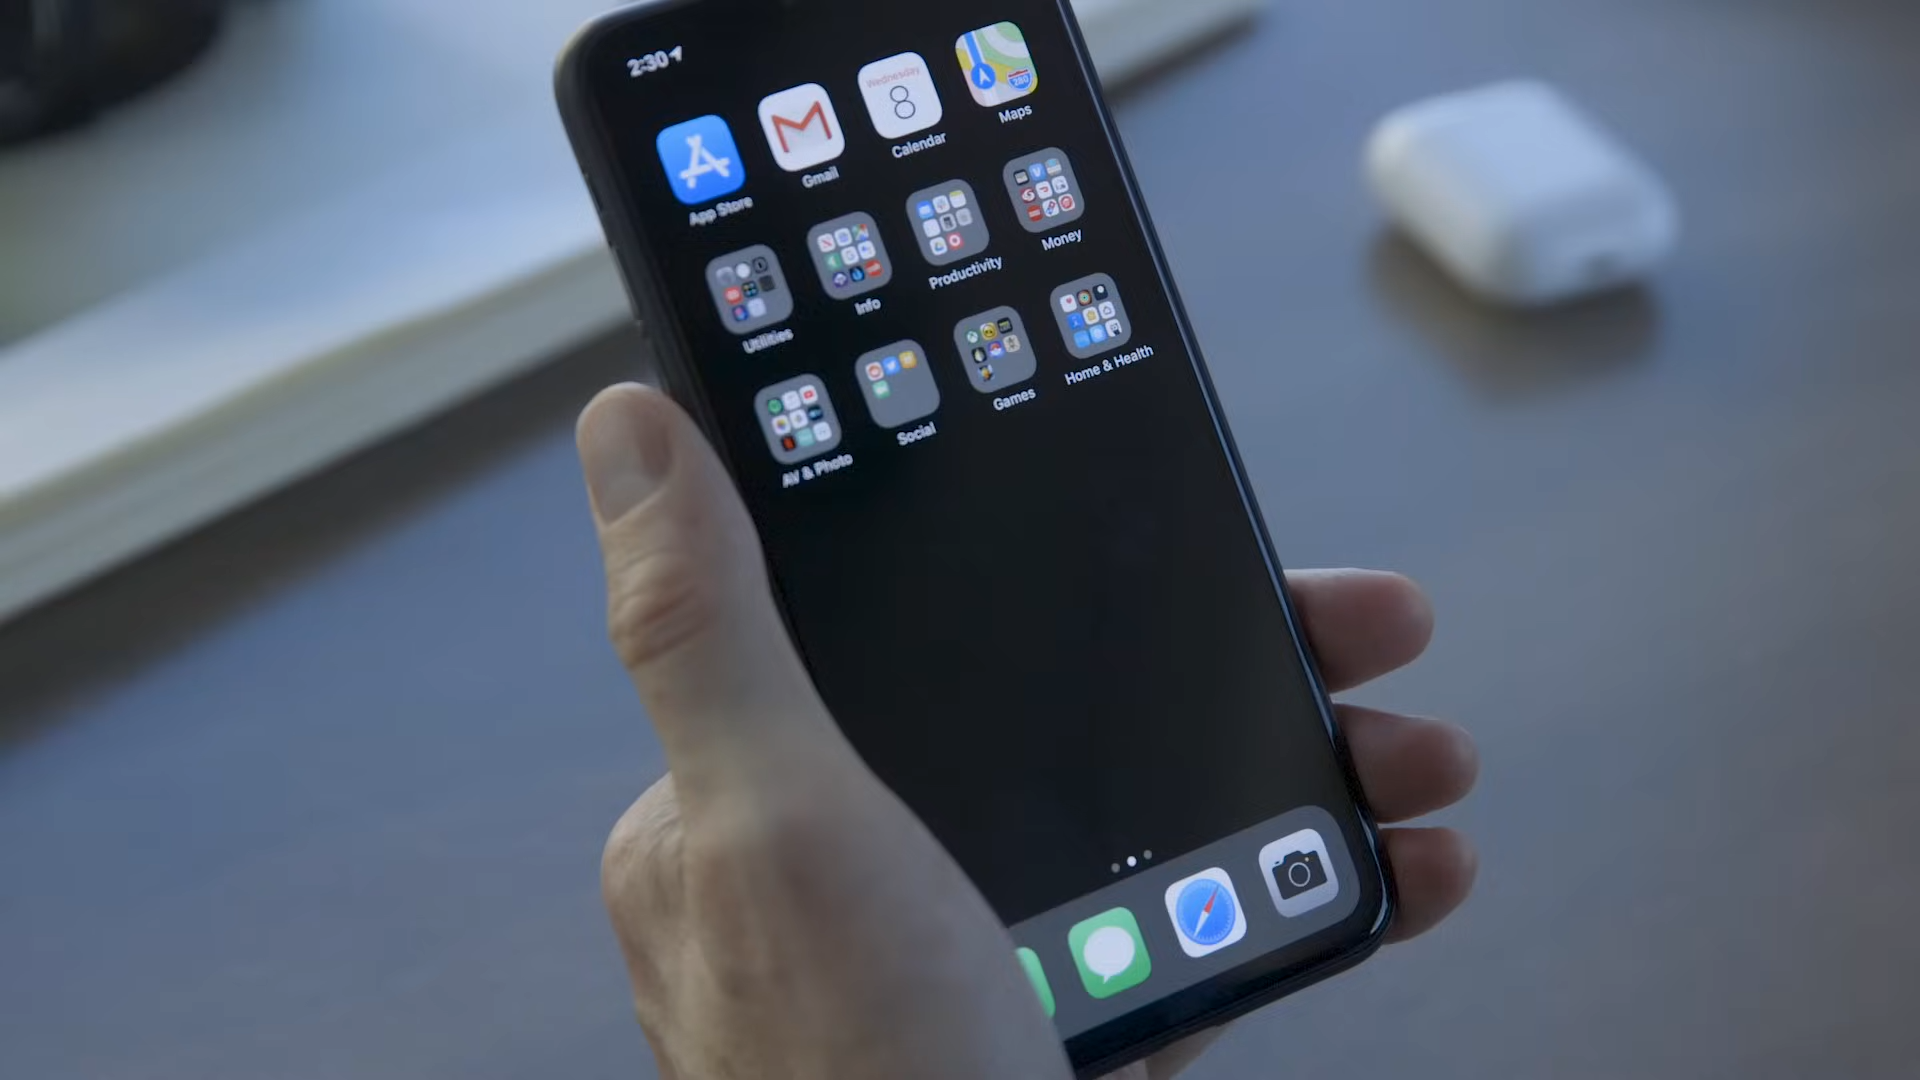 2:30
App Store
Gmail
Wednesday
8
Calendar
280
Maps
Utilities
Info
Productivity
Money
AV & Photo
Social
Games
Home & Health